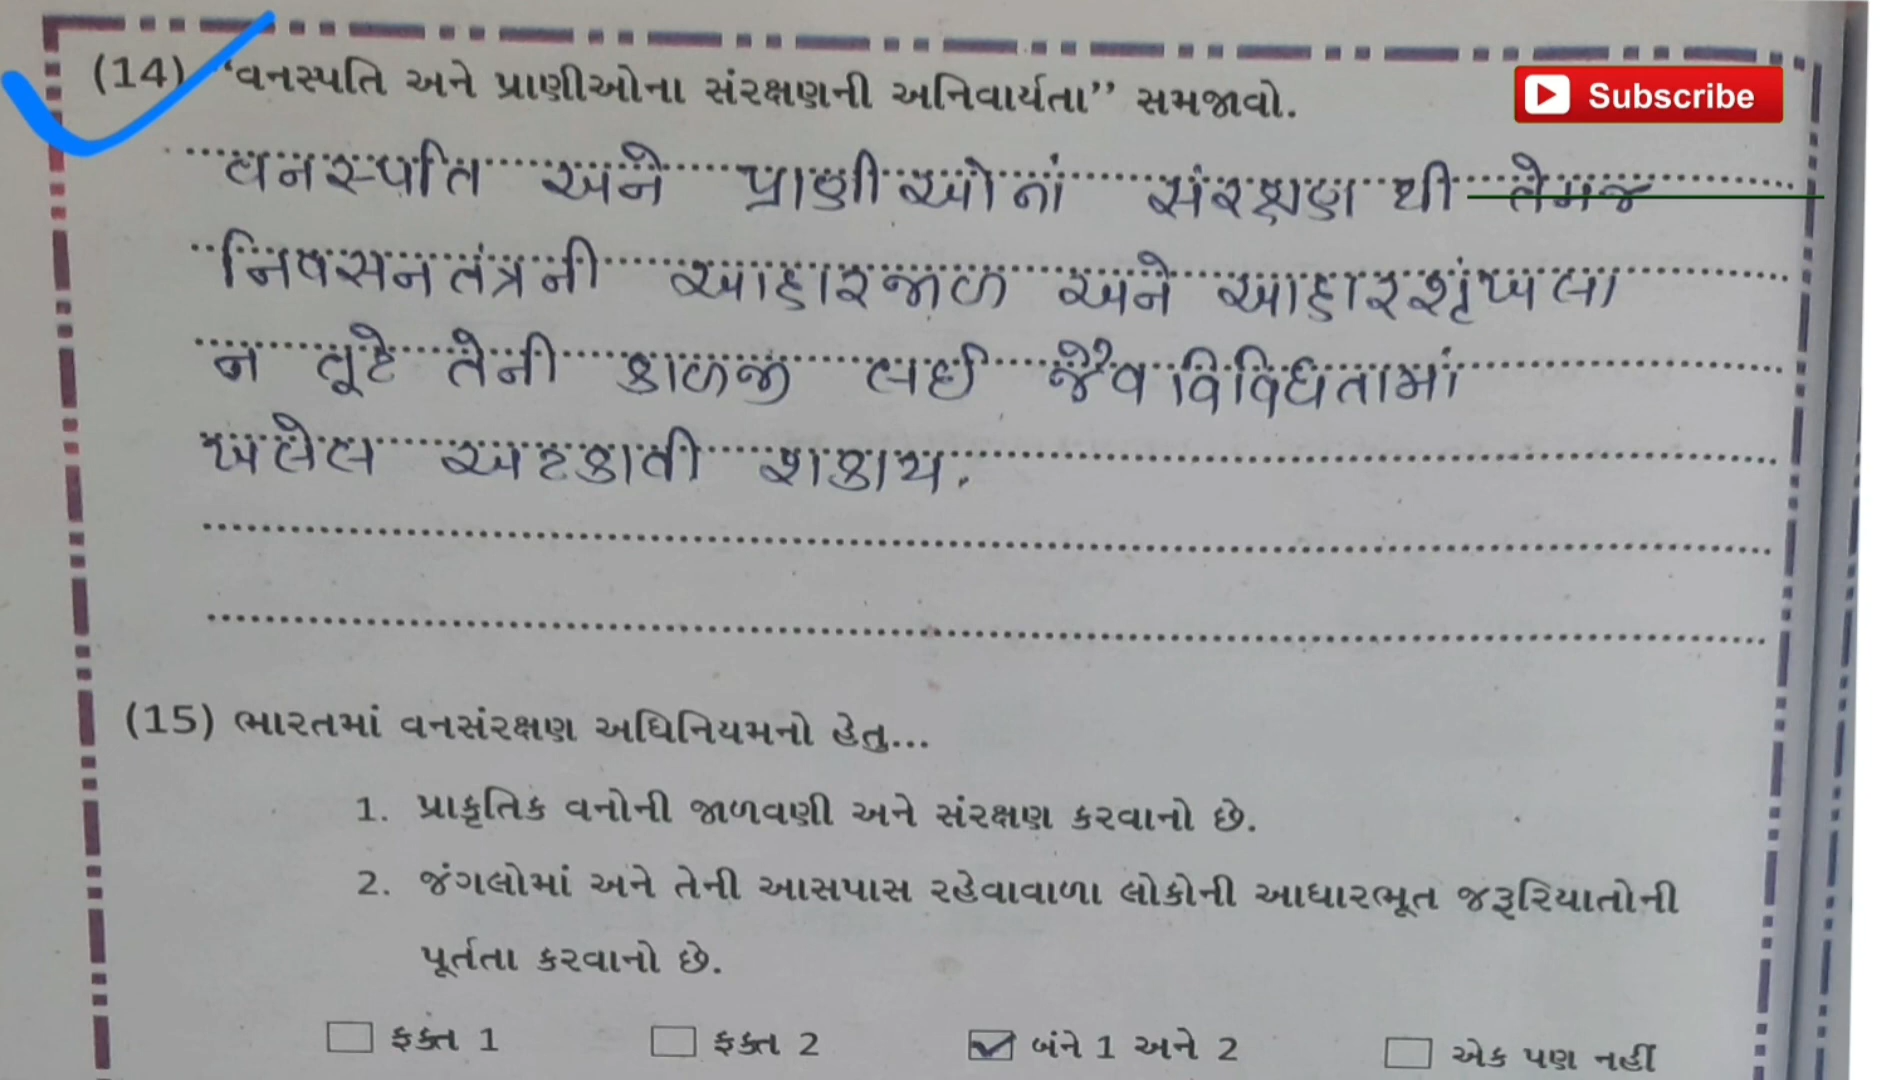 (14) “વનસ્પતિ અને પ્રાણીઓના સંરક્ષણની અનિવાર્યતા” સમજાવો.
Subscribe
વનસ્પતિ અને પ્રાણીઓનાં સંરક્ષણ થી તેમજ
નિવસનતંત્રની આહારજાળ અને આહારશૃંખલા
ન તૂટે તેની કાળજી લઈ જૈવવિવિધતામાં
ખલેલ અટકાવી શકાય.
(15) ભારતમાં વનસંરક્ષણ અધિનિયમનો હેતુ...
1. પ્રાકૃતિક વનોની જાળવણી અને સંરક્ષણ કરવાનો છે.
2. જંગલોમાં અને તેની આસપાસ રહેવાવાળા લોકોની આધારભૂત જરૂરિયાતોની
પૂર્તતા કરવાનો છે.
ફક્ત 1 ફક્ત 2 બંને 1 અને 2 એક પણ નહીં